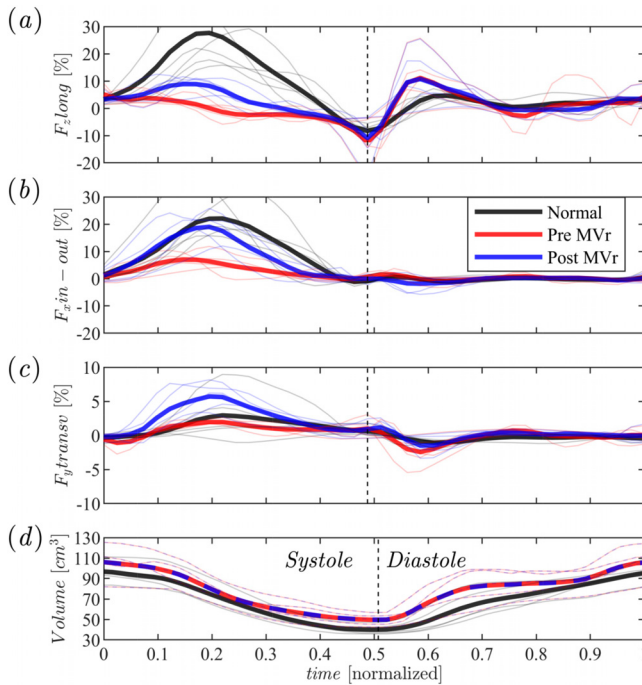 (a)
F_z long [%]
30
20
10
0
-10
-20
(b)
F_x in − out [%]
30
20
10
0
-10
-20
Normal
Pre MVr
Post MVr
(c)
F_y transv [%]
10
5
0
-5
-10
(d)
Volume [cm³]
130
110
90
70
50
30
Systole
Diastole
0 0.1 0.2 0.3 0.4 0.5 0.6 0.7 0.8 0.9
time [normalized]